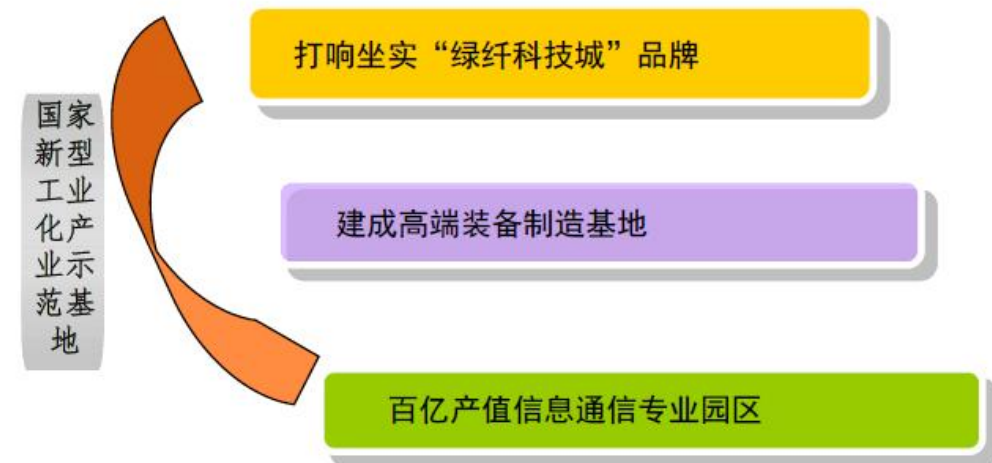 国家
新型
工业
化产
业示
范基
地
打响坐实“绿纤科技城”品牌
建成高端装备制造基地
百亿产值信息通信专业园区